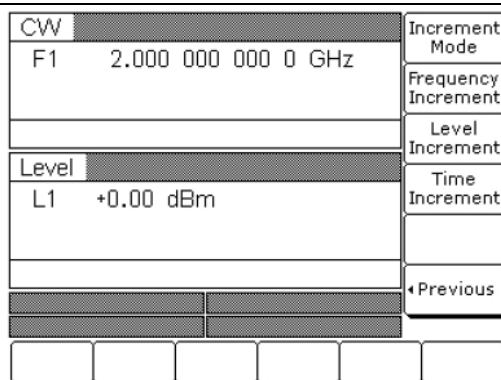 CW
F1 2.000 000 000 0 GHz
Level
L1 +0.00 dBm
Increment
Mode
Frequency
Increment
Level
Increment
Time
Increment
Previous